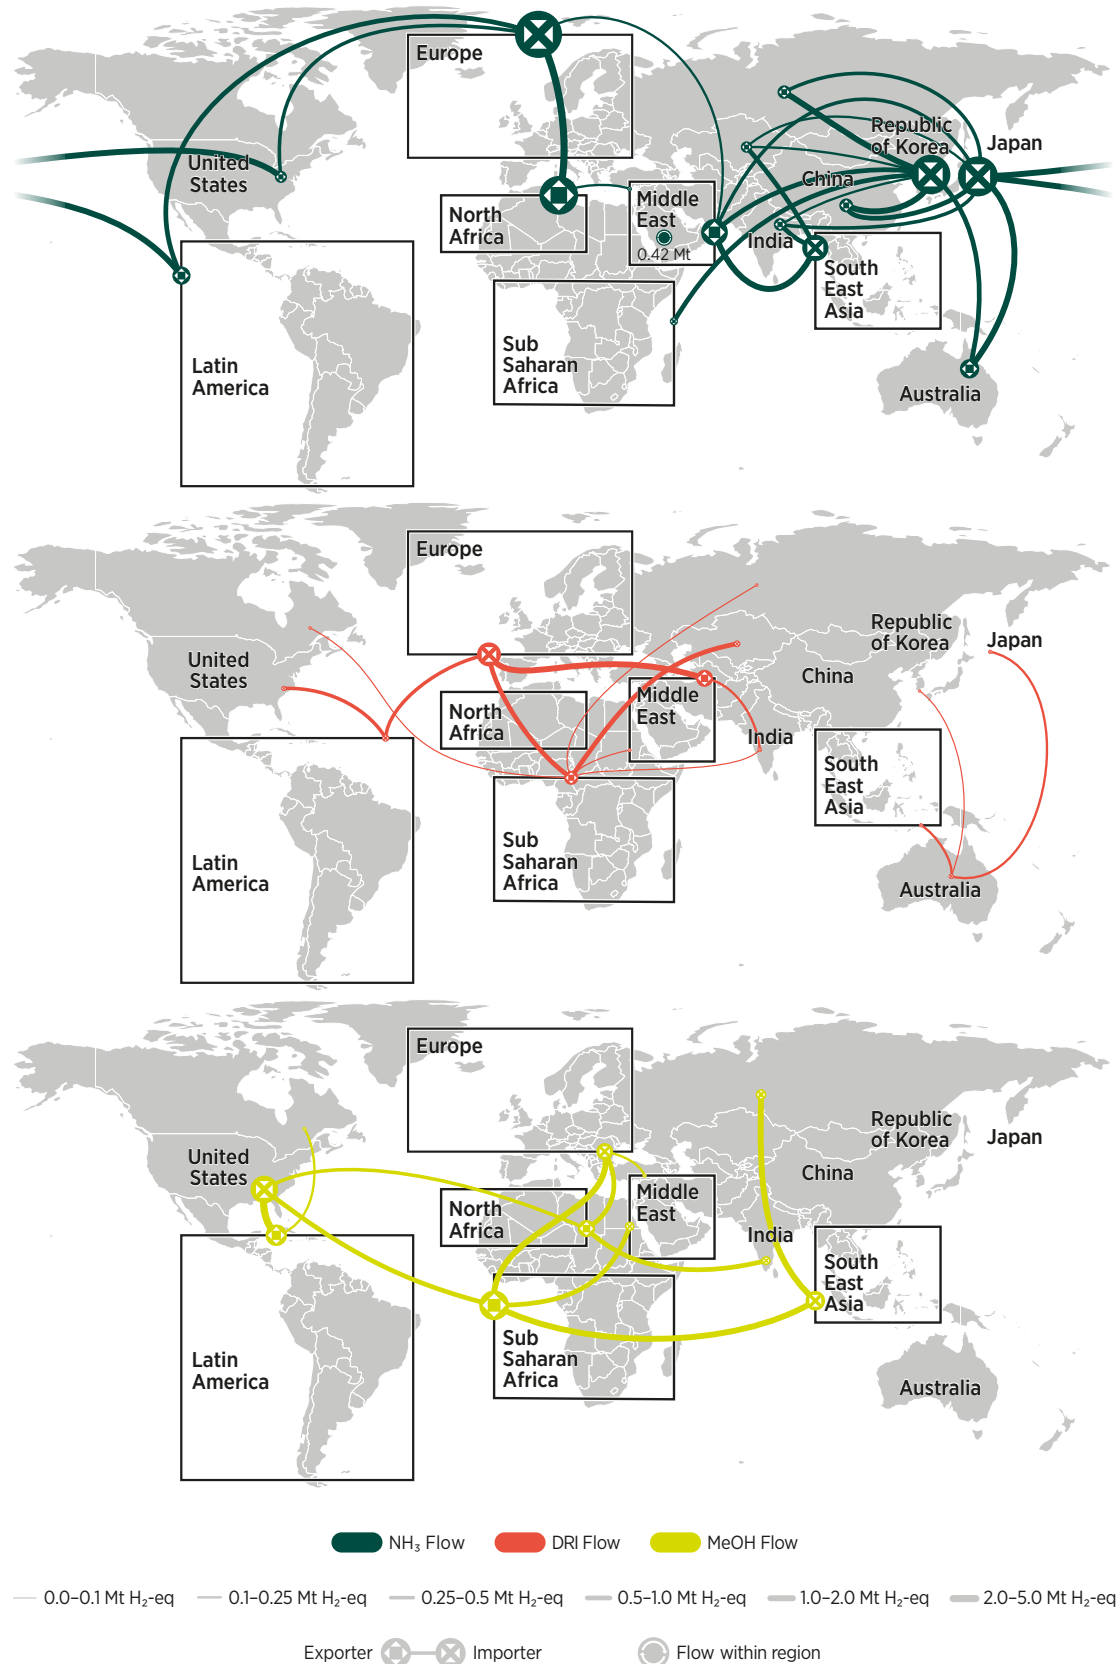 Europe
United
States
North
Africa
Middle
East
0.42 Mt
Republic
of Korea
Japan
China
India
South
East
Asia
Sub
Saharan
Africa
Latin
America
Australia
Europe
United
States
North
Africa
Middle
East
Republic
of Korea
Japan
China
India
South
East
Asia
Sub
Saharan
Africa
Latin
America
Australia
Europe
United
States
North
Africa
Middle
East
Republic
of Korea
Japan
China
India
South
East
Asia
Sub
Saharan
Africa
Latin
America
Australia
NH₃ Flow DRI Flow MeOH Flow
0.0–0.1 Mt H₂-eq 0.1–0.25 Mt H₂-eq 0.25–0.5 Mt H₂-eq 0.5–1.0 Mt H₂-eq 1.0–2.0 Mt H₂-eq 2.0–5.0 Mt H₂-eq
Exporter Importer Flow within region